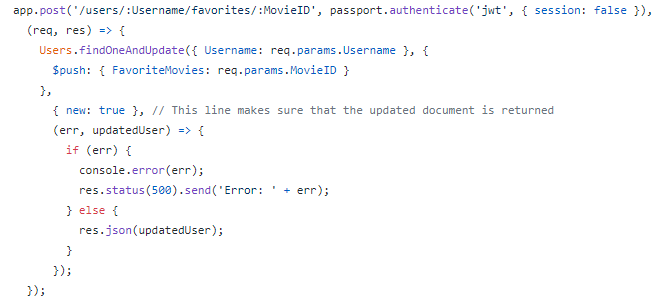 app.post('/users/:Username/favorites/:MovieID', passport.authenticate('jwt', { session: false }),
  (req, res) => {
    Users.findOneAndUpdate({ Username: req.params.Username }, {
      $push: { FavoriteMovies: req.params.MovieID }
    },
      { new: true }, // This line makes sure that the updated document is returned
      (err, updatedUser) => {
        if (err) {
          console.error(err);
          res.status(500).send('Error: ' + err);
        } else {
          res.json(updatedUser);
        }
      });
  });